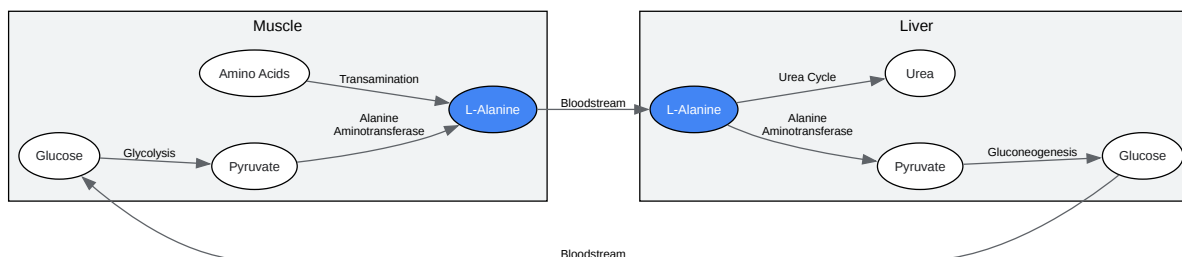 Muscle
Liver
Amino Acids
Transamination
L-Alanine
Alanine
Aminotransferase
Glucose
Glycolysis
Pyruvate
Bloodstream
L-Alanine
Urea Cycle
Urea
Alanine
Aminotransferase
Pyruvate
Gluconeogenesis
Glucose
Bloodstream